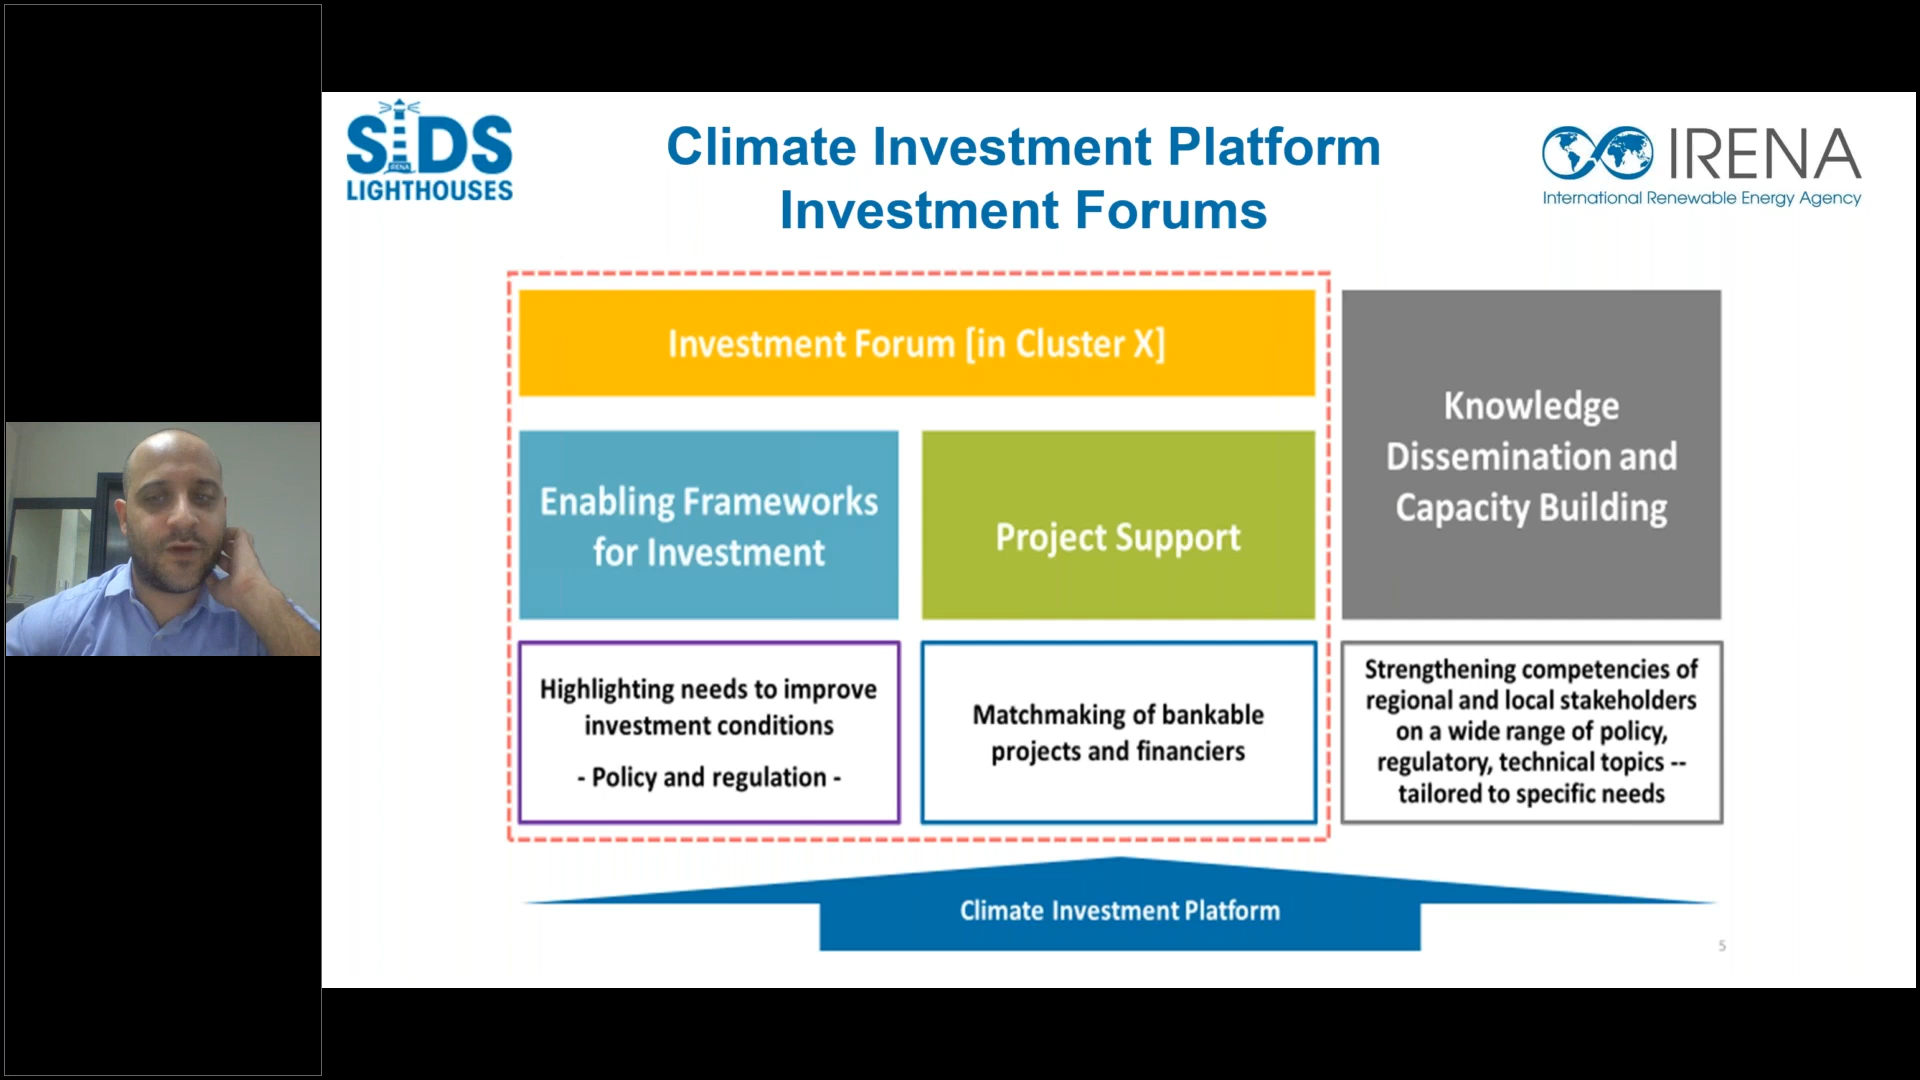 SIDS
IRENA
LIGHTHOUSES
Climate Investment Platform
Investment Forums
IRENA
International Renewable Energy Agency
Investment Forum [in Cluster X]
Enabling Frameworks
for Investment
Project Support
Knowledge
Dissemination and
Capacity Building
Highlighting needs to improve
investment conditions
- Policy and regulation -
Matchmaking of bankable
projects and financiers
Strengthening competencies of
regional and local stakeholders
on a wide range of policy,
regulatory, technical topics --
tailored to specific needs
Climate Investment Platform
5